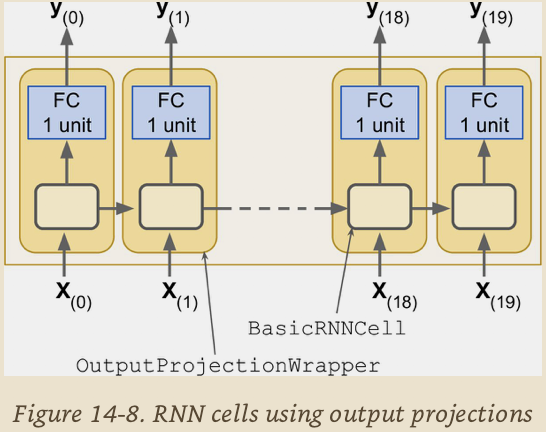 y(0) y(1) y(18) y(19)
FC
1 unit
FC
1 unit
FC
1 unit
FC
1 unit
X(0) X(1) X(18) X(19)
BasicRNNCell
OutputProjectionWrapper
Figure 14-8. RNN cells using output projections